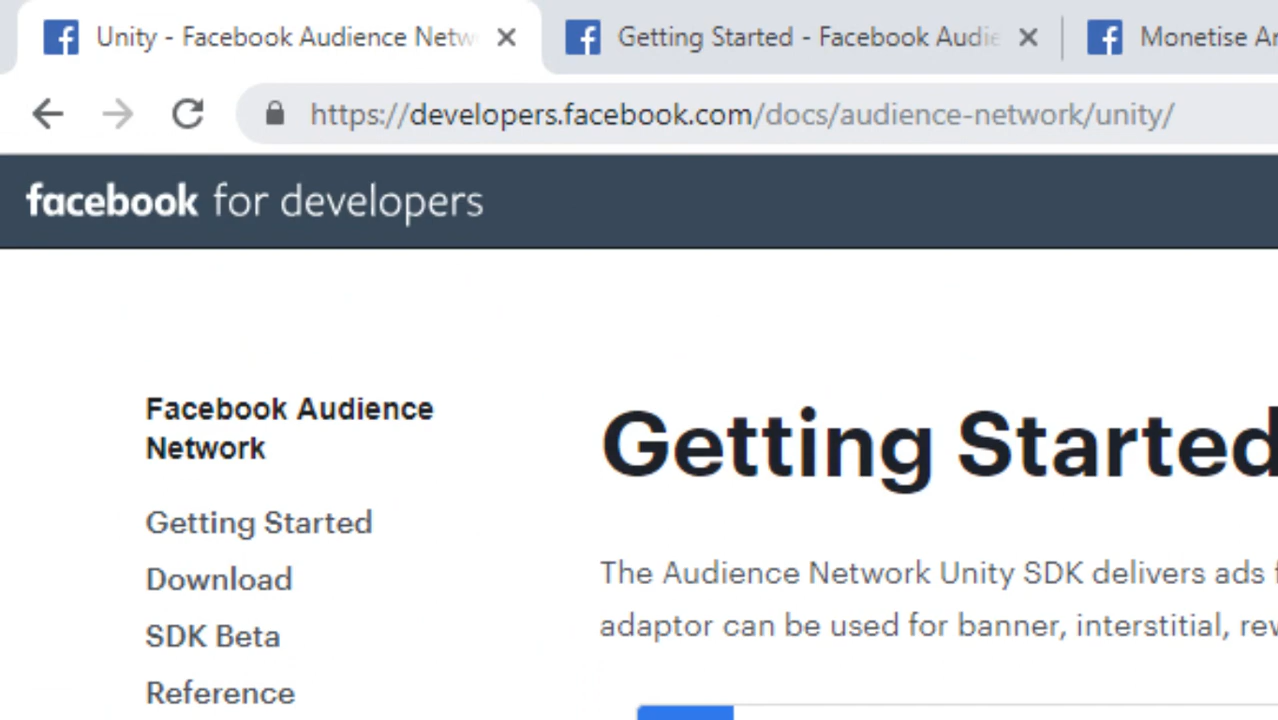 Unity - Facebook Audience Netw
Getting Started - Facebook Audie
Monetise
https://developers.facebook.com/docs/audience-network/unity/
facebook for developers
Facebook Audience
Network
Getting Started
Download
SDK Beta
Reference
Getting Started
The Audience Network Unity SDK delivers ads
adaptor can be used for banner, interstitial,